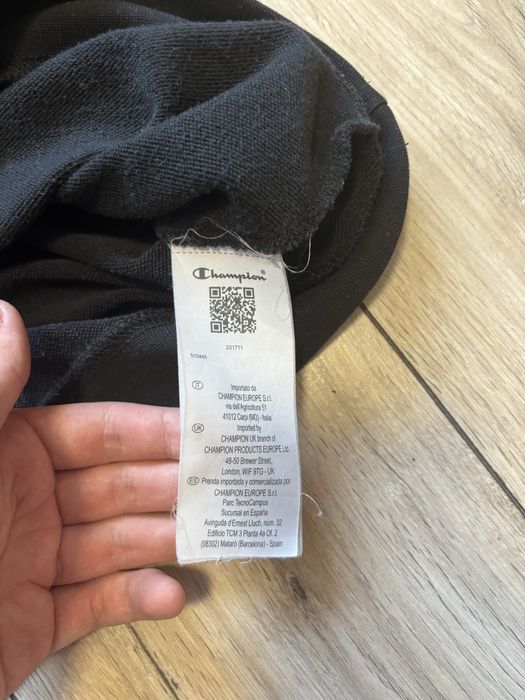 Champion®
221711
510445
IT Importato da
CHAMPION EUROPE S.r.l.
via dell'Agricoltura 51
41012 Carpi (MO) - Italia
UK Imported by
CHAMPION UK branch of
CHAMPION PRODUCTS EUROPE Ltd.
48-50 Brewer Street,
London, WIF 9TG - UK
ES Prenda importada y comercializada por
CHAMPION EUROPE S.r.l.
Parc TecnoCampus
Sucursal en España
Avinguda d'Ernest Lluch, núm. 32
Edificio TCM 3 Planta 4a Of. 2
(08302) Mataró (Barcelona) - Spain